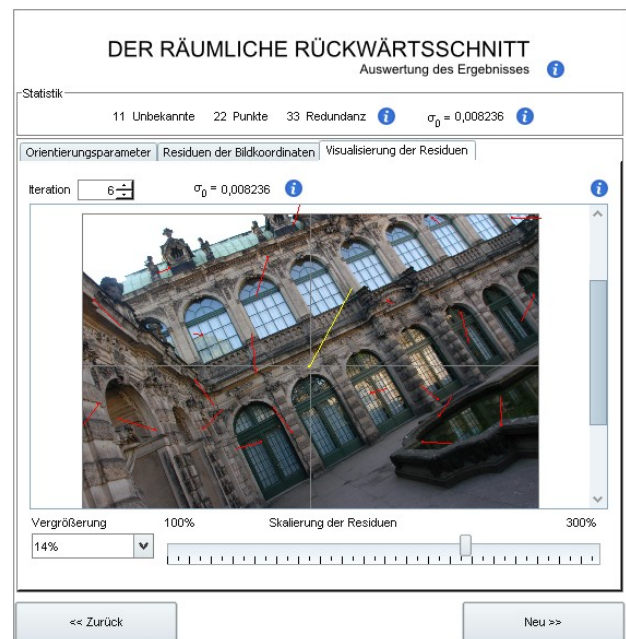 DER RÄUMLICHE RÜCKWÄRTSSCHNITT
Auswertung des Ergebnisses
Statistik
11 Unbekannte 22 Punkte 33 Redundanz σ0 = 0,008236
Orientierungsparameter Residuen der Bildkoordinaten Visualisierung der Residuen
Iteration 6 σ0 = 0,008236
Vergrößerung 100% Skalierung der Residuen 300%
14%
<< Zurück Neu >>